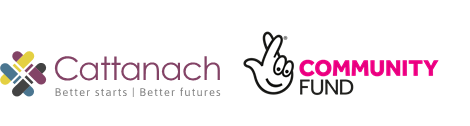 Cattanach
Better starts | Better futures
COMMUNITY
FUND